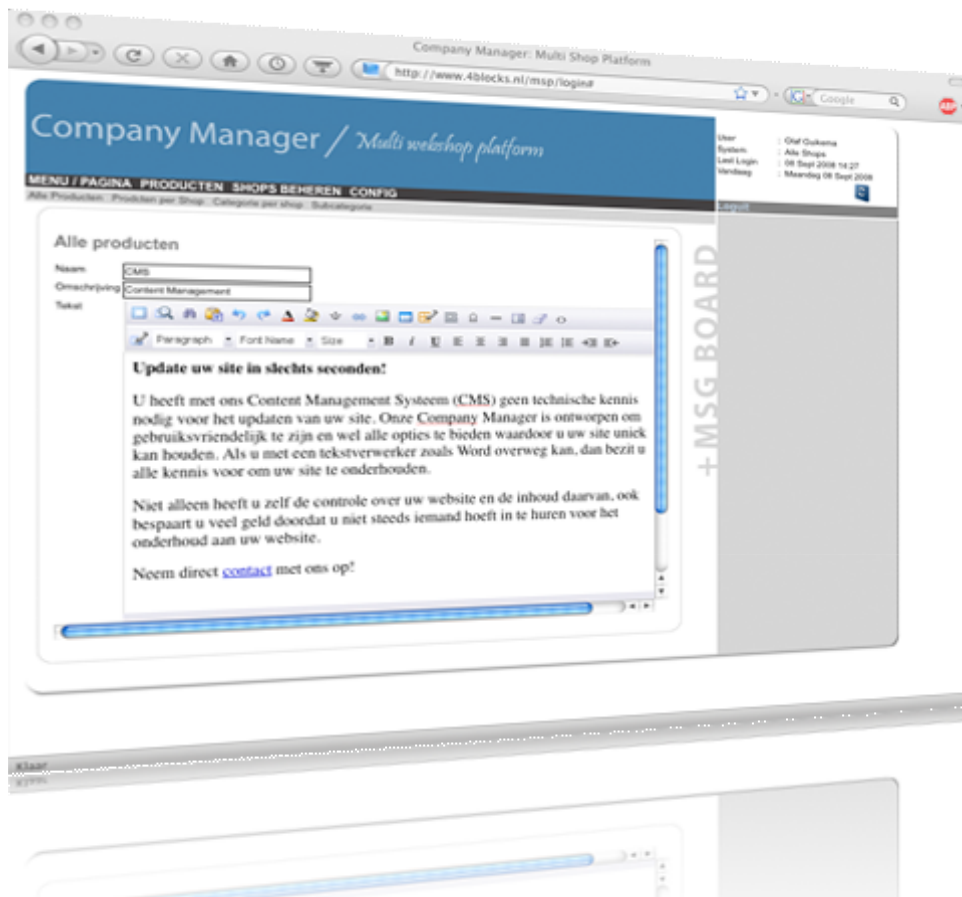 Company Manager: Multi Shop Platform
http://www.4blocks.nl/msp/login#
Google
ABP
Company Manager / Multi webshop platform
User : Olaf Guikema
System : Alle Shops
Last Login : 08 Sept 2008 14:27
Vandaag : Maandag 08 Sept 2008
Loguit
MENU / PAGINA PRODUCTEN SHOPS BEHEREN CONFIG
Alle Producten Prodcten per Shop Categorie per shop Subcategorie
+MSG BOARD
Alle producten
Naam CMS
Omschrijving Content Management
Tekst
Paragraph Font Name Size B I U
Update uw site in slechts seconden!
U heeft met ons Content Management Systeem (CMS) geen technische kennis
nodig voor het updaten van uw site. Onze Company Manager is ontworpen om
gebruiksvriendelijk te zijn en wel alle opties te bieden waardoor u uw site uniek
kan houden. Als u met een tekstverwerker zoals Word overweg kan, dan bezit u
alle kennis voor om uw site te onderhouden.
Niet alleen heeft u zelf de controle over uw website en de inhoud daarvan, ook
bespaart u veel geld doordat u niet steeds iemand hoeft in te huren voor het
onderhoud aan uw website.
Neem direct contact met ons op!
Klaar